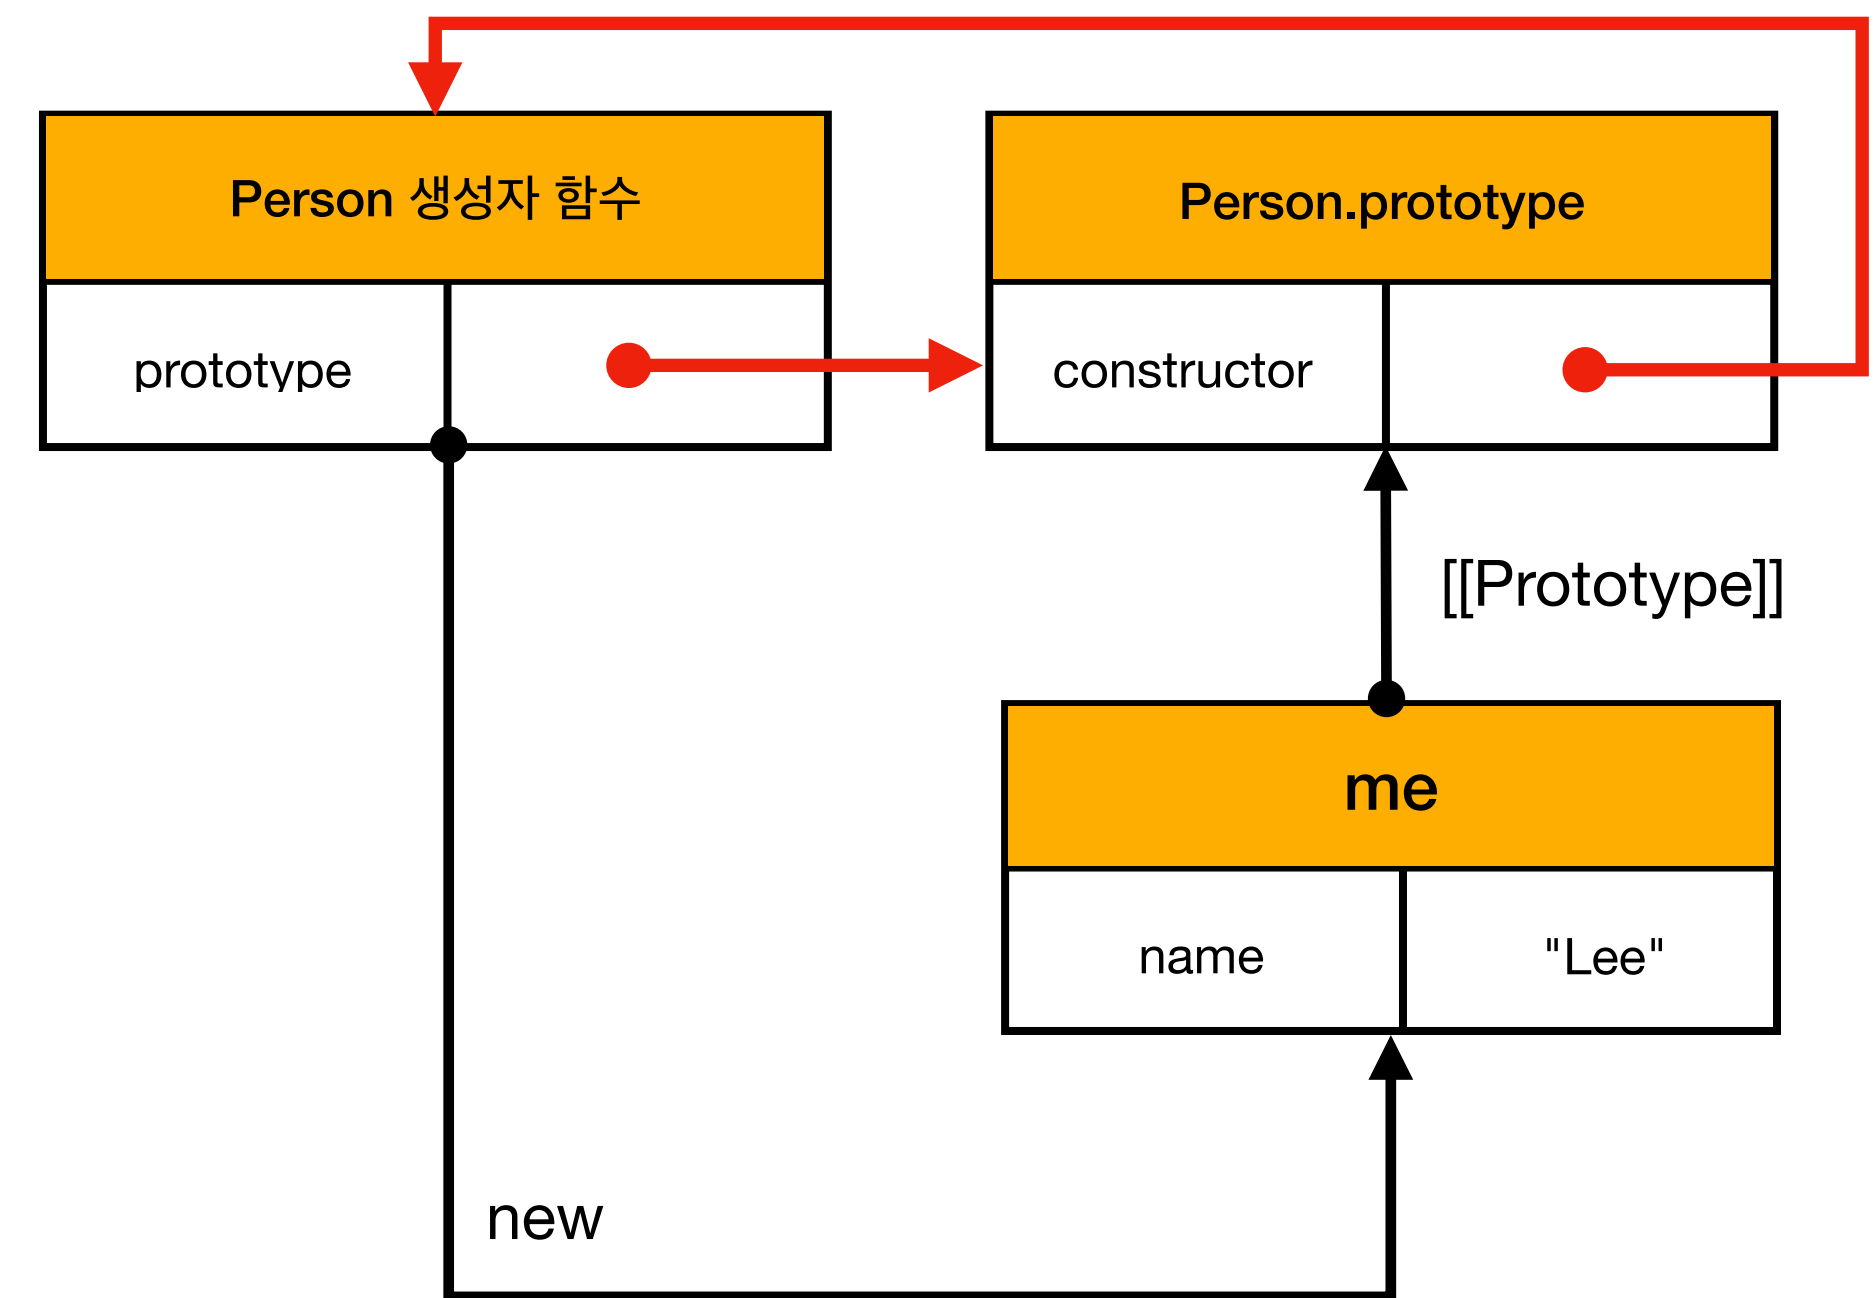 Person 생성자 함수
Person.prototype
prototype
constructor
[[Prototype]]
me
name
"Lee"
new